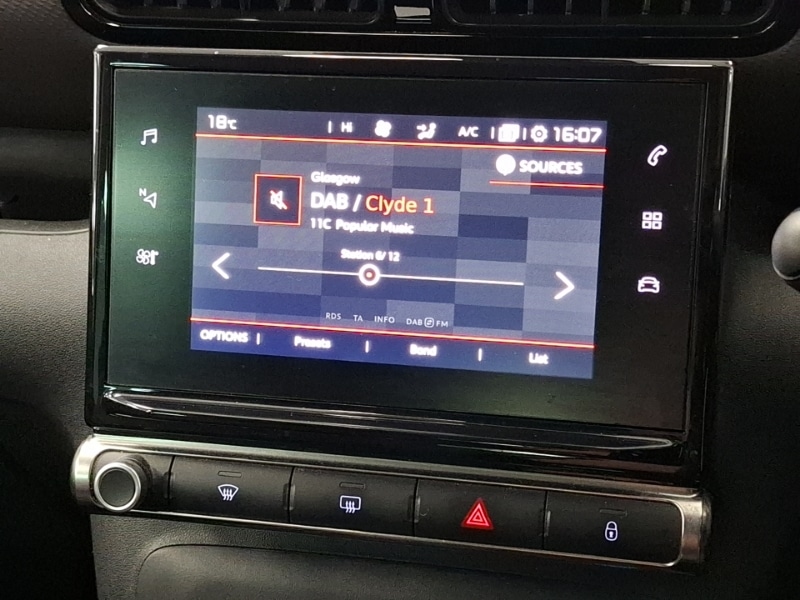 18°C Hi A/C 16:07
SOURCES
Glasgow
DAB / Clyde 1
11C Popular Music
Station 6/ 12
RDS TA INFO DAB FM
OPTIONS Presets Band List
N